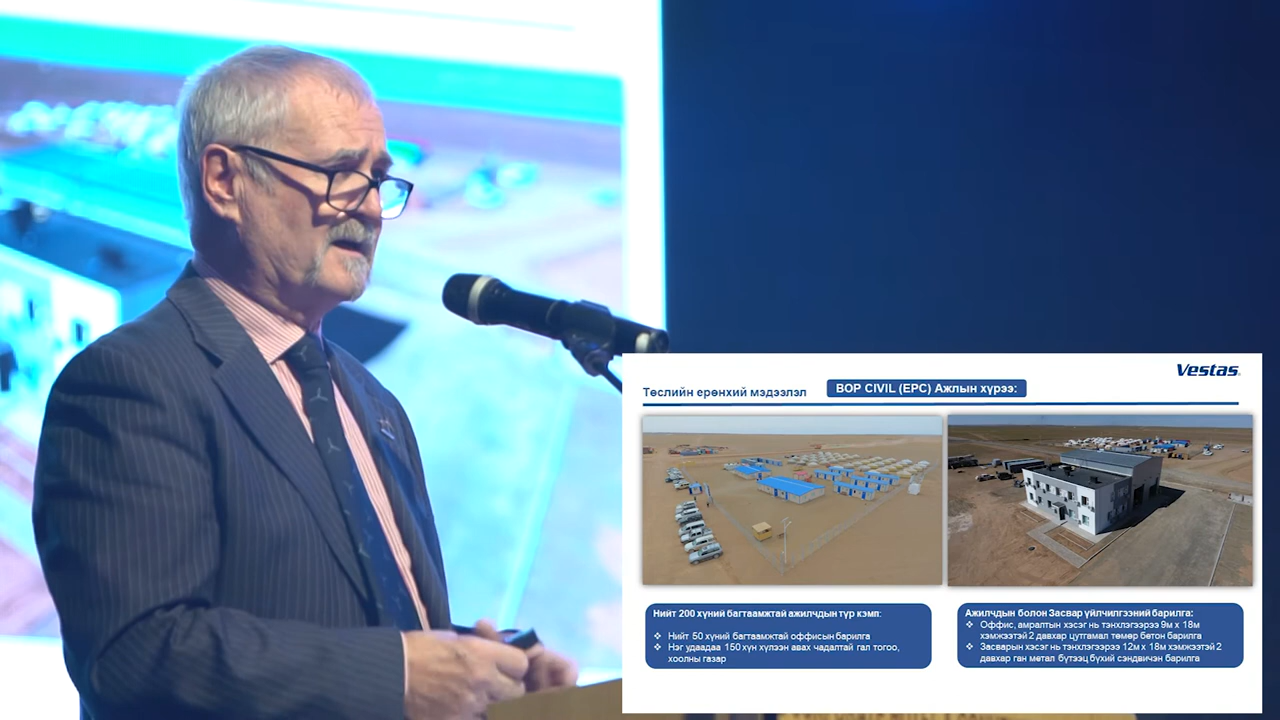 Vestas
Төслийн ерөнхий мэдээлэл
BOP CIVIL (EPC) Ажлын хүрээ:
Нийт 200 хүний багтаамжтай ажилчдын түр кэмп:
❖ Нийт 50 хүний багтаамжтай оффисын барилга
❖ Нэг удаадаа 150 хүн хүлээн авах чадалтай гал тогоо,
хоолны газар
Ажилчдын болон Засвар үйлчилгээний барилга:
❖ Оффис, амралтын хэсэг нь тэнхлэгээрээ 9м х 18м
хэмжээтэй 2 давхар цутгамал төмөр бетон барилга
❖ Засварын хэсэг нь тэнхлэгээрээ 12м х 18м хэмжээтэй 2
давхар ган метал бүтээц бүхий сэндвичэн барилга